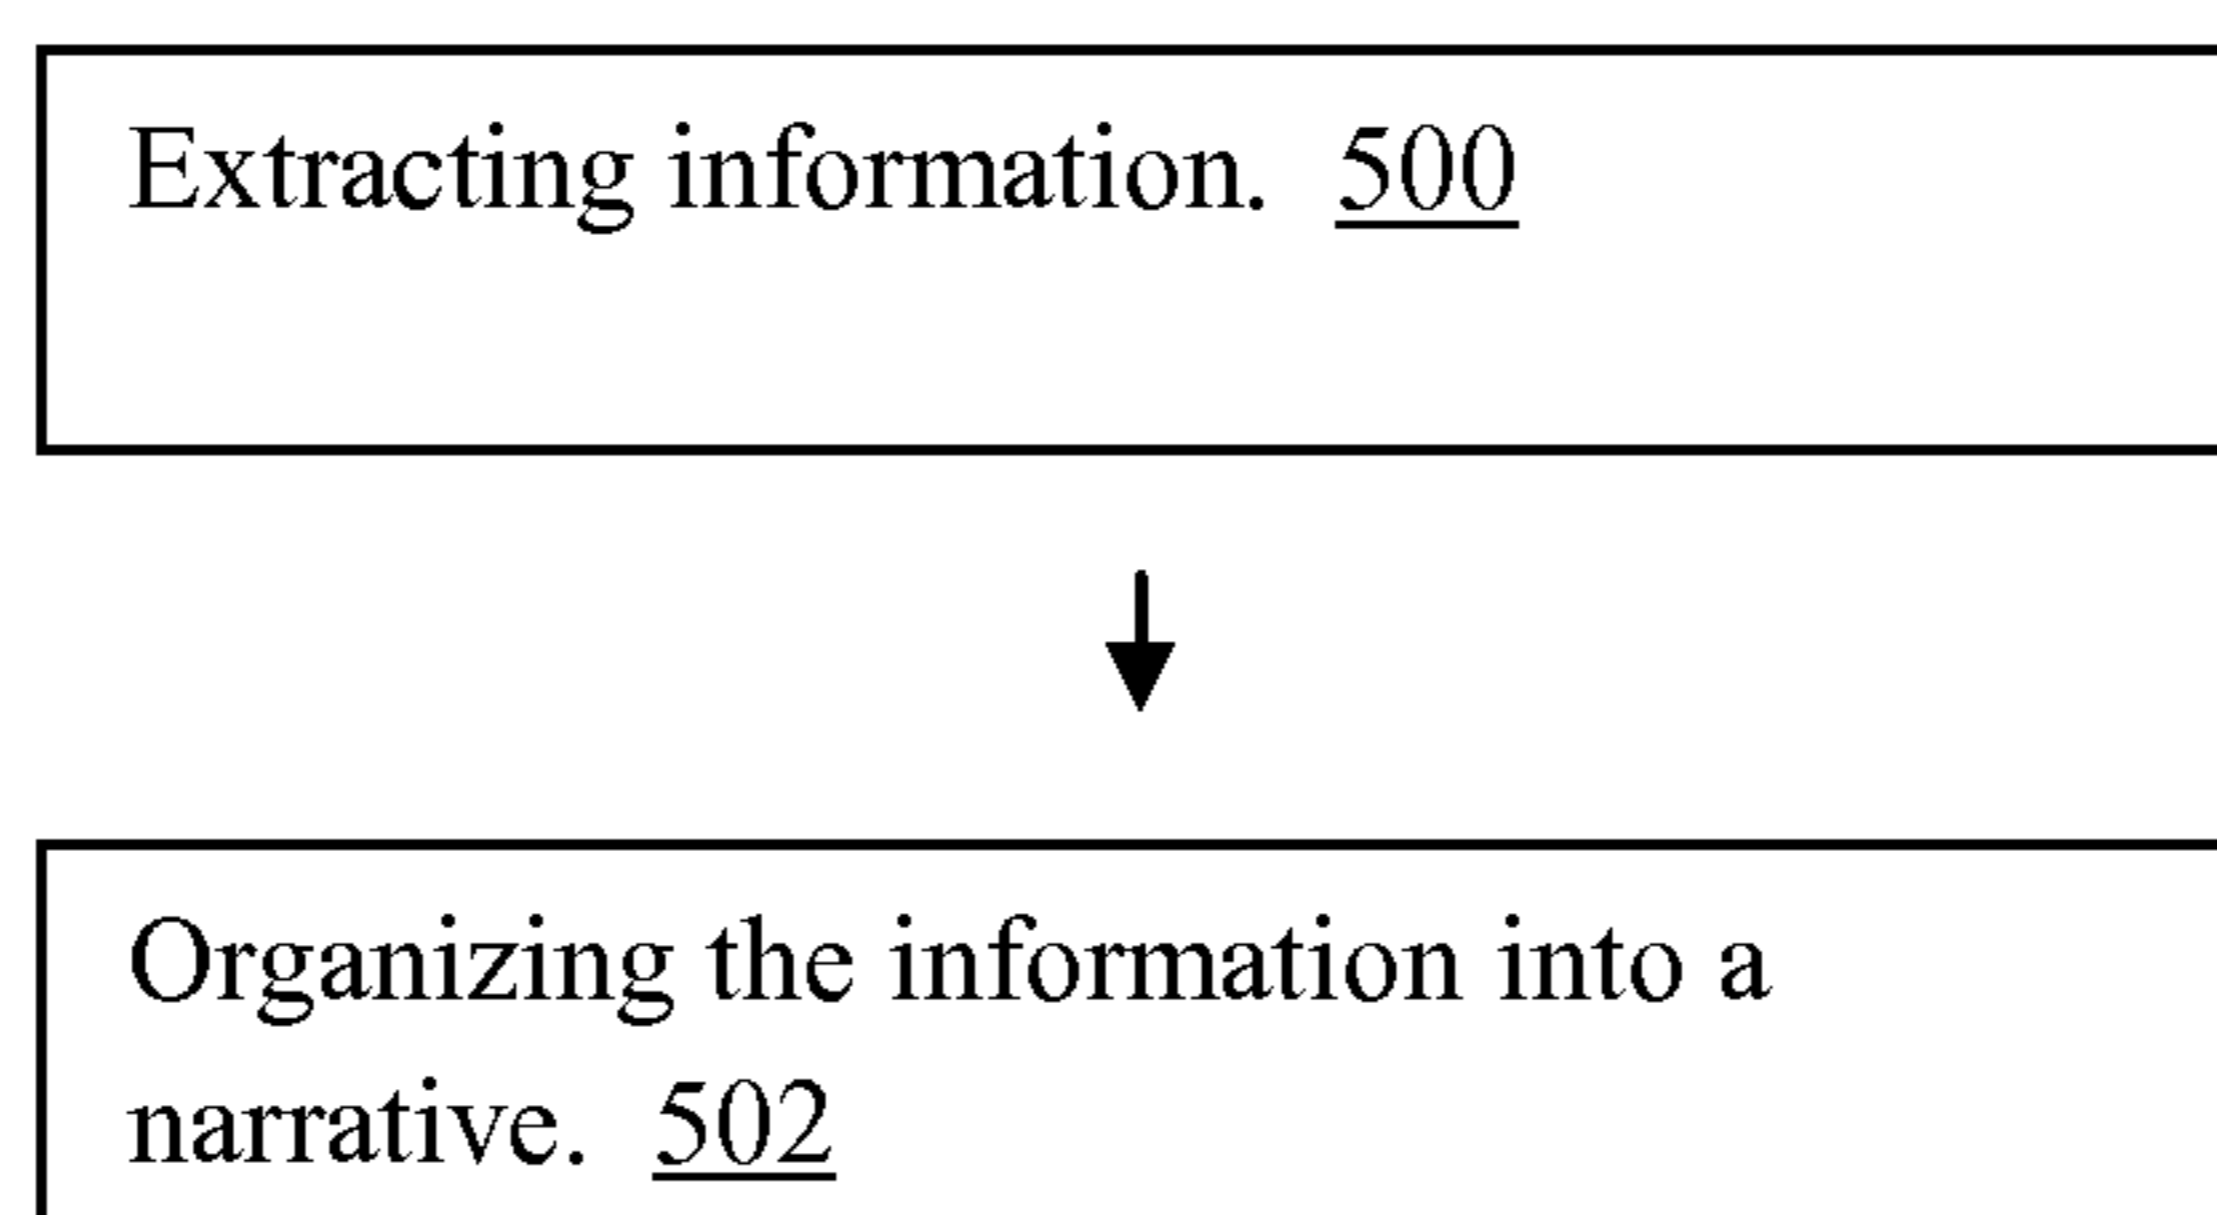 Extracting information. 500
Organizing the information into a
narrative. 502